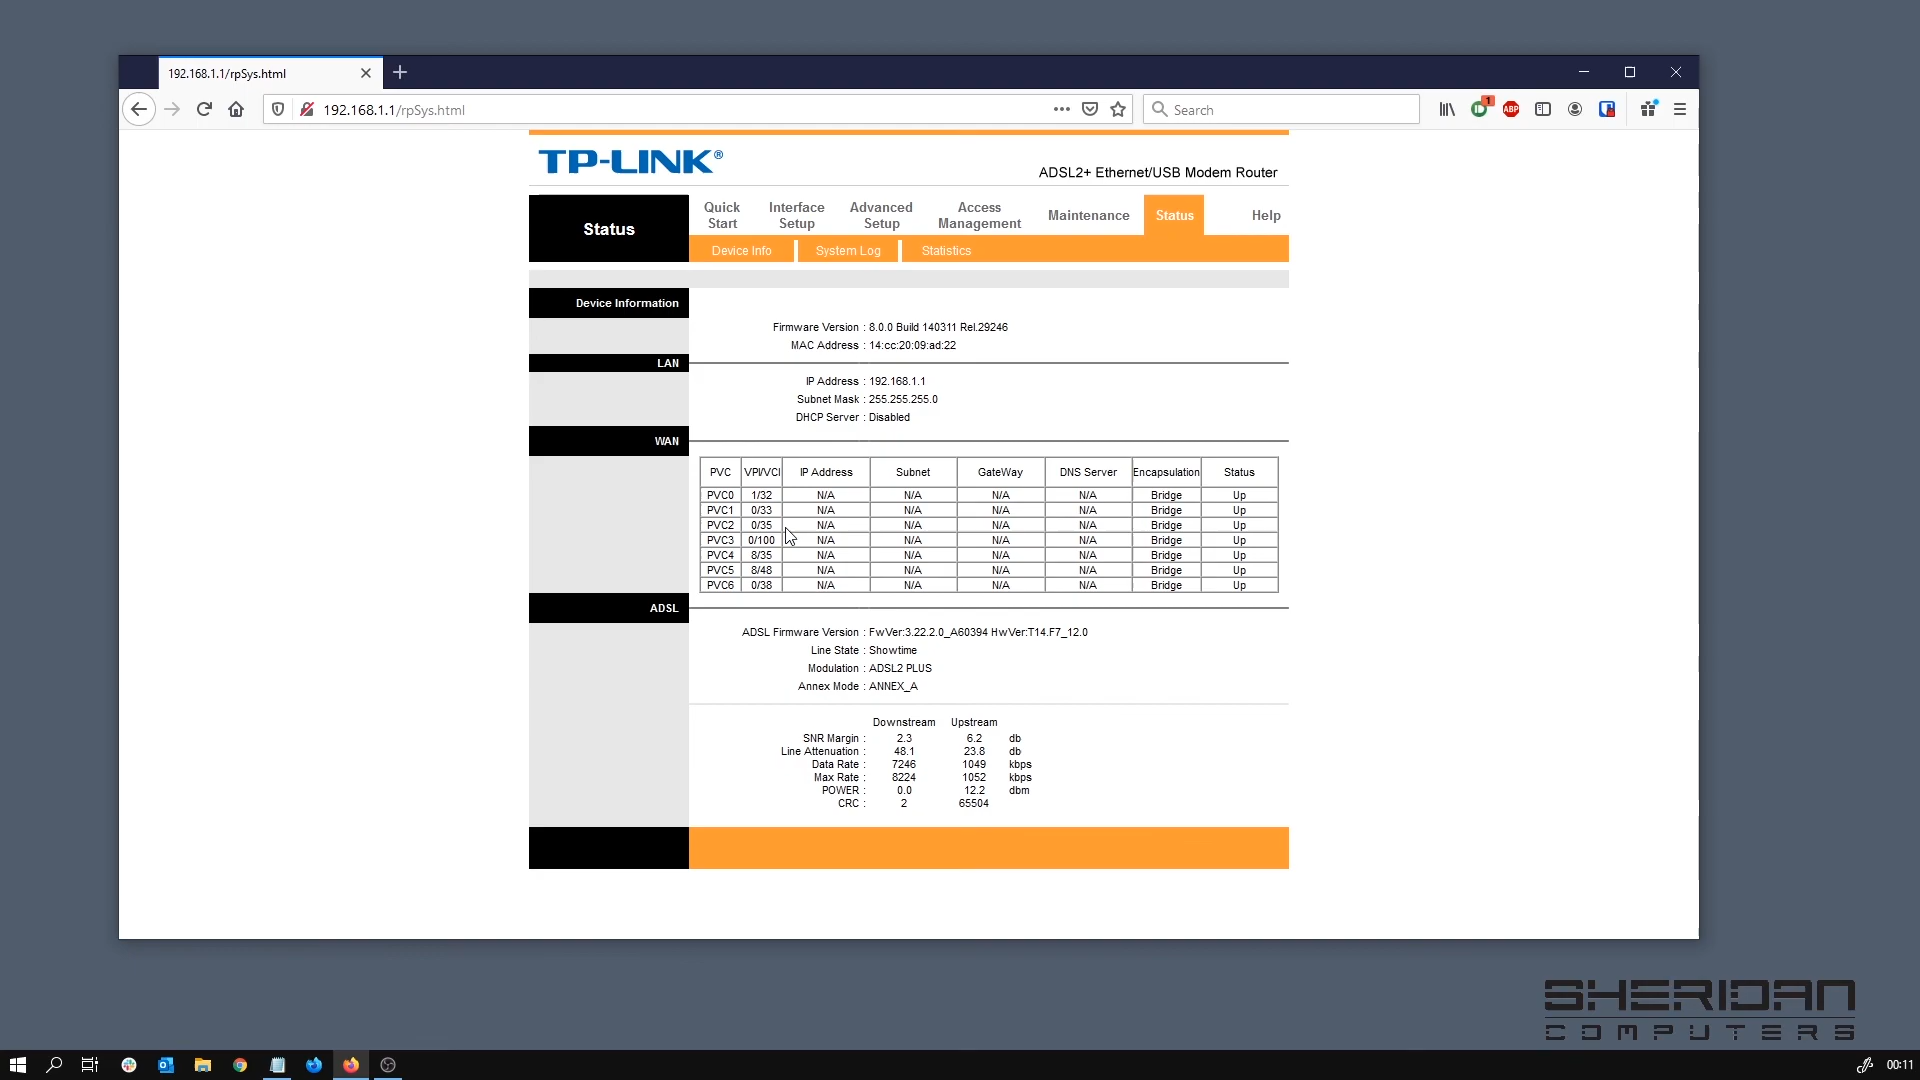 192.168.1.1/rpSys.html
192.168.1.1/rpSys.html
Search
1
ABP
TP-LINK®
ADSL2+ Ethernet/USB Modem Router
Status
Quick Start
Interface Setup
Advanced Setup
Access Management
Maintenance
Status
Help
Device Info
System Log
Statistics
Device Information
Firmware Version : 8.0.0 Build 140311 Rel.29246
MAC Address : 14:cc:20:09:ad:22
LAN
IP Address : 192.168.1.1
Subnet Mask : 255.255.255.0
DHCP Server : Disabled
WAN
PVC VPI/VCI IP Address Subnet GateWay DNS Server Encapsulation Status
PVC0 1/32 N/A N/A N/A N/A Bridge Up
PVC1 0/33 N/A N/A N/A N/A Bridge Up
PVC2 0/35 N/A N/A N/A N/A Bridge Up
PVC3 0/100 N/A N/A N/A N/A Bridge Up
PVC4 8/35 N/A N/A N/A N/A Bridge Up
PVC5 8/48 N/A N/A N/A N/A Bridge Up
PVC6 0/38 N/A N/A N/A N/A Bridge Up
ADSL
ADSL Firmware Version : FwVer:3.22.2.0_A60394 HwVer:T14.F7_12.0
Line State : Showtime
Modulation : ADSL2 PLUS
Annex Mode : ANNEX_A
Downstream Upstream
SNR Margin : 2.3 6.2 db
Line Attenuation : 48.1 23.8 db
Data Rate : 7246 1049 kbps
Max Rate : 8224 1052 kbps
POWER : 0.0 12.2 dbm
CRC : 2 65504
SHERIDAN
COMPUTERS
00:11